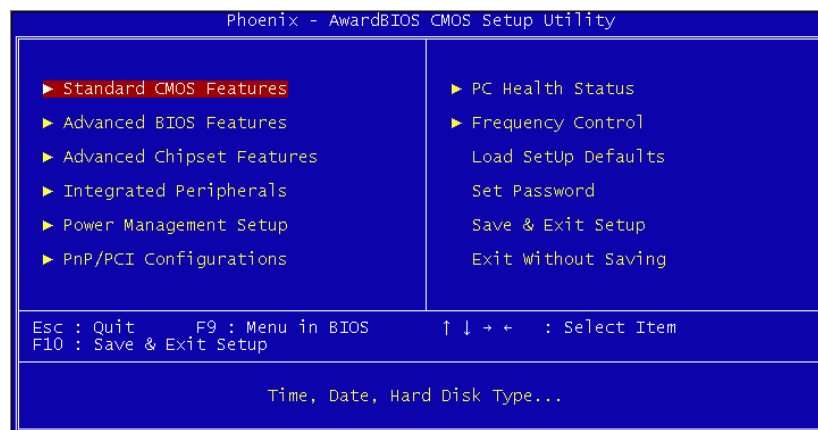 Phoenix - AwardBIOS CMOS Setup Utility
► Standard CMOS Features
► Advanced BIOS Features
► Advanced Chipset Features
► Integrated Peripherals
► Power Management Setup
► PnP/PCI Configurations
► PC Health Status
► Frequency Control
Load SetUp Defaults
Set Password
Save & Exit Setup
Exit Without Saving
Esc : Quit F9 : Menu in BIOS ↑ ↓ → ← : Select Item
F10 : Save & Exit Setup
Time, Date, Hard Disk Type...